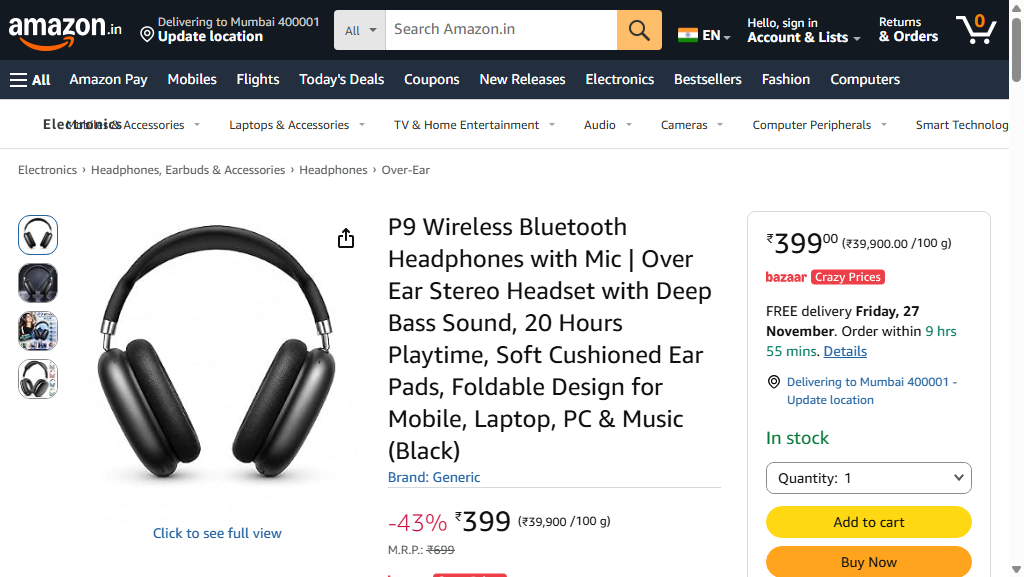 amazon.in
Delivering to Mumbai 400001
Update location
All
Search Amazon.in
EN
Hello, sign in
Account & Lists
Returns
& Orders
0
All
Amazon Pay
Mobiles
Flights
Today's Deals
Coupons
New Releases
Electronics
Bestsellers
Fashion
Computers
Electronics
Mobiles & Accessories
Laptops & Accessories
TV & Home Entertainment
Audio
Cameras
Computer Peripherals
Smart Technolog
Electronics › Headphones, Earbuds & Accessories › Headphones › Over-Ear
Click to see full view
P9 Wireless Bluetooth
Headphones with Mic | Over
Ear Stereo Headset with Deep
Bass Sound, 20 Hours
Playtime, Soft Cushioned Ear
Pads, Foldable Design for
Mobile, Laptop, PC & Music
(Black)
Brand: Generic
-43% ₹399 (₹39,900 /100 g)
M.R.P.: ₹699
₹39900 (₹39,900.00 /100 g)
bazaar Crazy Prices
FREE delivery Friday, 27
November. Order within 9 hrs
55 mins. Details
Delivering to Mumbai 400001 -
Update location
In stock
Quantity: 1
Add to cart
Buy Now